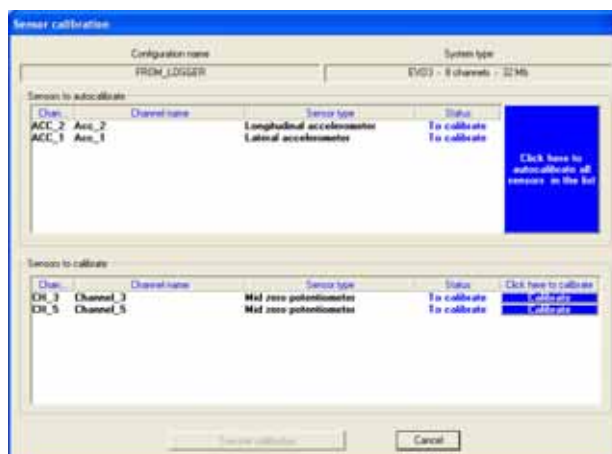 Sensor calibration
Configuration name System type
FROM_LOGGER EVO3 - 8 channels - 32 Mb
Sensors to autocalibrate
Chan... Channel name Sensor type Status
ACC_2 Acc_2 Longitudinal accelerometer To calibrate
ACC_1 Acc_1 Lateral accelerometer To calibrate
Click here to
autocalibrate all
sensors in the list
Sensors to calibrate
Chan... Channel name Sensor type Status Click here to calibrate
CH_3 Channel_3 Mid zero potentiometer To calibrate Calibrate
CH_5 Channel_5 Mid zero potentiometer To calibrate Calibrate
Cancel